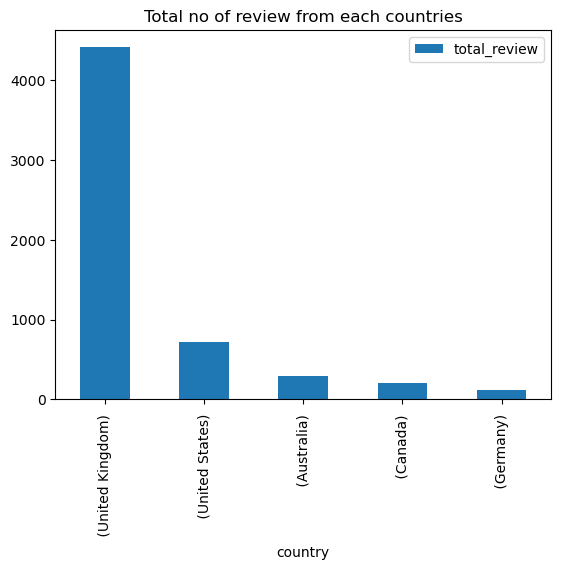 Total no of review from each countries
total_review
4000
3000
2000
1000
0
(United Kingdom)
(United States)
(Australia)
(Canada)
(Germany)
country